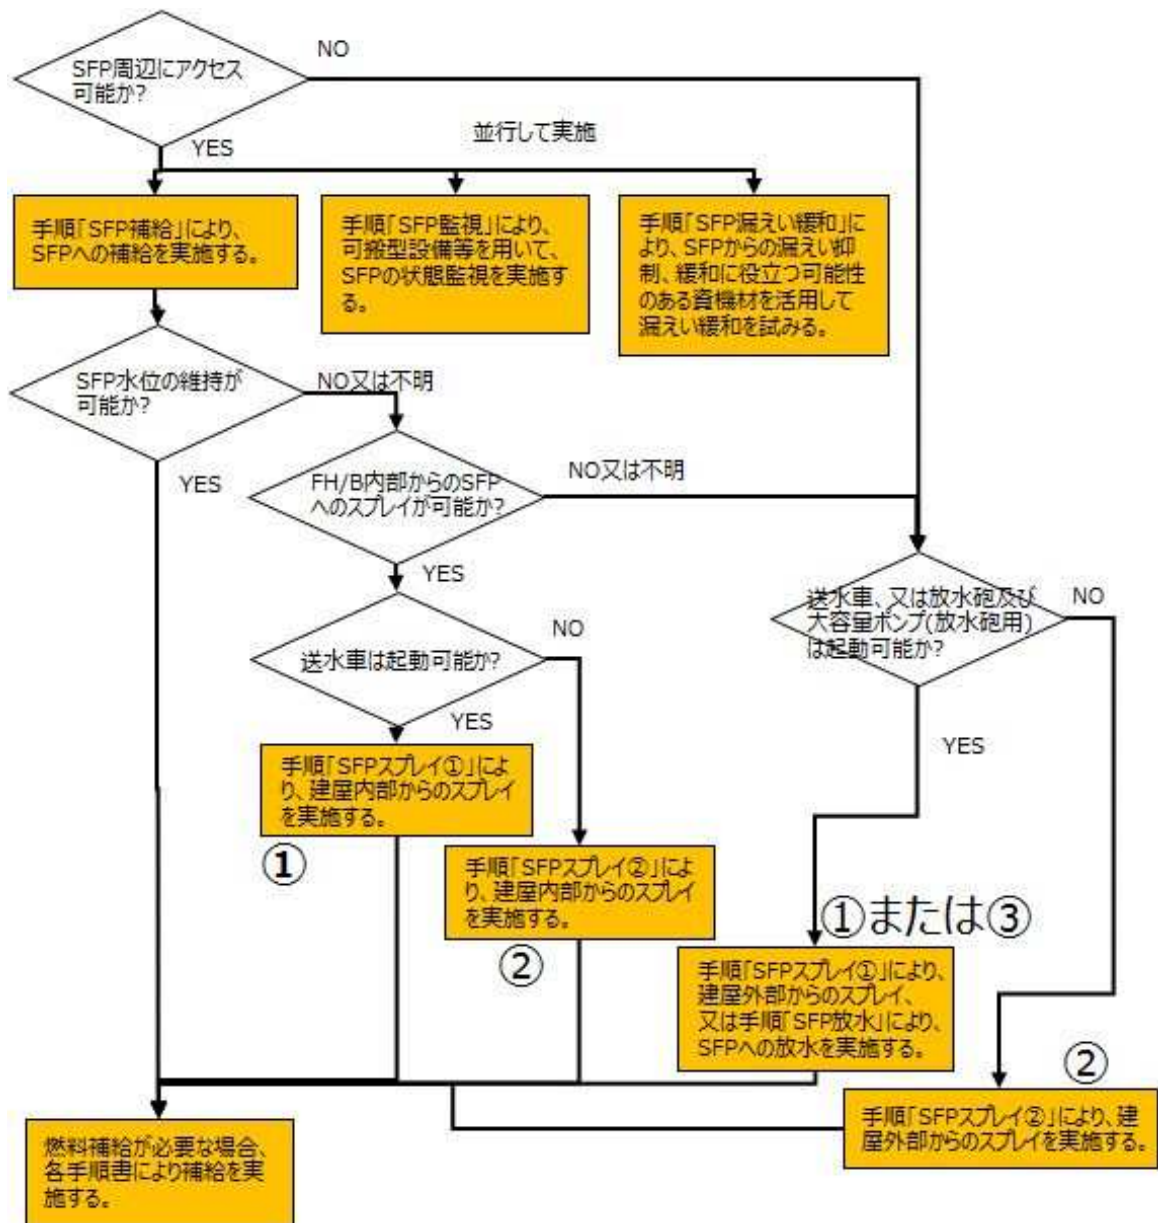 SFP周辺にアクセス
可能か?
NO
YES
並行して実施
手順「SFP補給」により、
SFPへの補給を実施する。
手順「SFP監視」により、
可搬型設備等を用いて、
SFPの状態監視を実施す
る。
手順「SFP漏えい緩和」に
より、SFPからの漏えい抑
制、緩和に役立つ可能性
のある資機材を活用して
漏えい緩和を試みる。
SFP水位の維持が
可能か?
NO又は不明
YES
FH/B内部からのSFP
へのスプレイが可能か?
NO又は不明
YES
送水車、又は放水砲及び
大容量ポンプ(放水砲用)
は起動可能か?
NO
YES
送水車は起動可能か?
NO
YES
手順「SFPスプレイ①」によ
り、建屋内部からのスプレイ
を実施する。
①
手順「SFPスプレイ②」によ
り、建屋内部からのスプレイ
を実施する。
②
①または③
手順「SFPスプレイ①」により、
建屋外部からのスプレイ、
又は手順「SFP放水」により、
SFPへの放水を実施する。
②
手順「SFPスプレイ②」により、建
屋外部からのスプレイを実施する。
燃料補給が必要な場合、
各手順書により補給を実
施する。